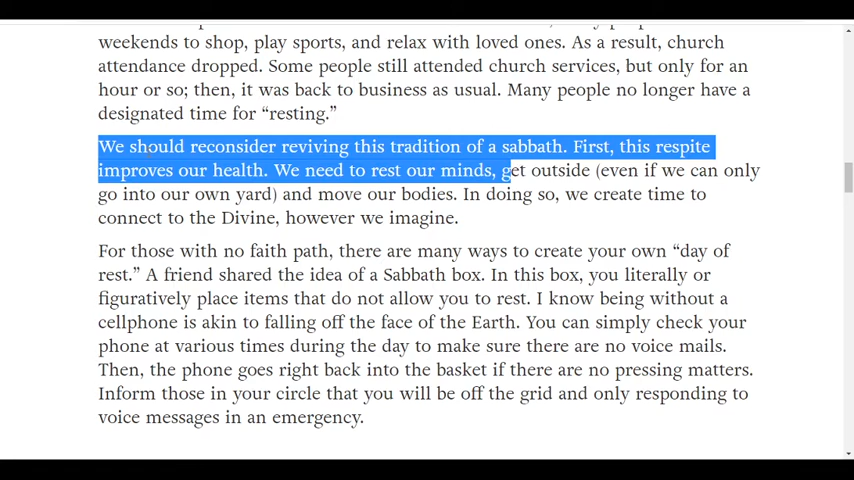 weekends to shop, play sports, and relax with loved ones. As a result, church
attendance dropped. Some people still attended church services, but only for an
hour or so; then, it was back to business as usual. Many people no longer have a
designated time for “resting.”
We should reconsider reviving this tradition of a sabbath. First, this respite
improves our health. We need to rest our minds, get outside (even if we can only
go into our own yard) and move our bodies. In doing so, we create time to
connect to the Divine, however we imagine.
For those with no faith path, there are many ways to create your own “day of
rest.” A friend shared the idea of a Sabbath box. In this box, you literally or
figuratively place items that do not allow you to rest. I know being without a
cellphone is akin to falling off the face of the Earth. You can simply check your
phone at various times during the day to make sure there are no voice mails.
Then, the phone goes right back into the basket if there are no pressing matters.
Inform those in your circle that you will be off the grid and only responding to
voice messages in an emergency.